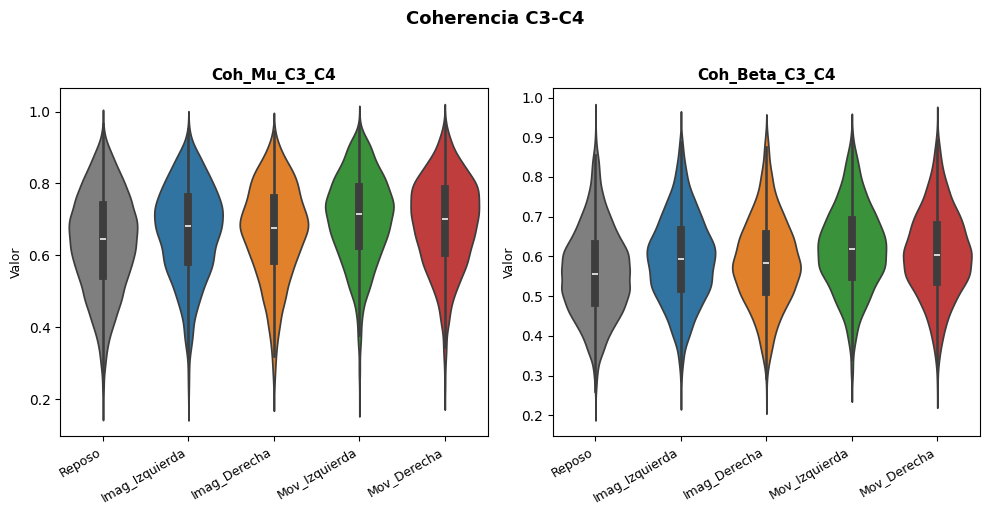 Coherencia C3-C4
Coh_Mu_C3_C4
Valor
1.0
0.8
0.6
0.4
0.2
Reposo
Imag_Izquierda
Imag_Derecha
Mov_Izquierda
Mov_Derecha
Coh_Beta_C3_C4
Valor
1.0
0.9
0.8
0.7
0.6
0.5
0.4
0.3
0.2
Reposo
Imag_Izquierda
Imag_Derecha
Mov_Izquierda
Mov_Derecha